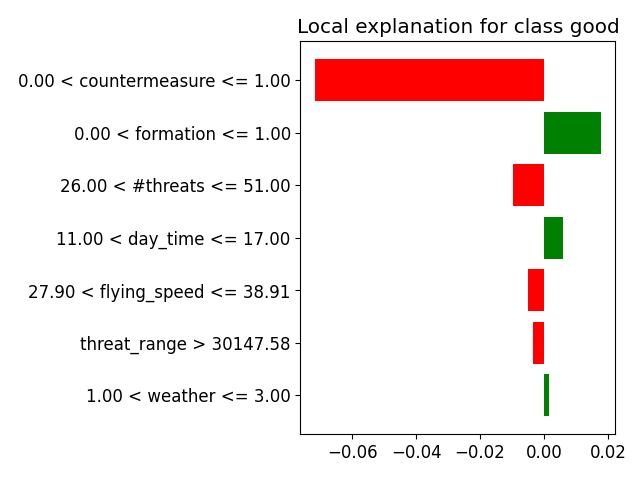 Local explanation for class good
0.00 < countermeasure <= 1.00
0.00 < formation <= 1.00
26.00 < #threats <= 51.00
11.00 < day_time <= 17.00
27.90 < flying_speed <= 38.91
threat_range > 30147.58
1.00 < weather <= 3.00
−0.06 −0.04 −0.02 0.00 0.02